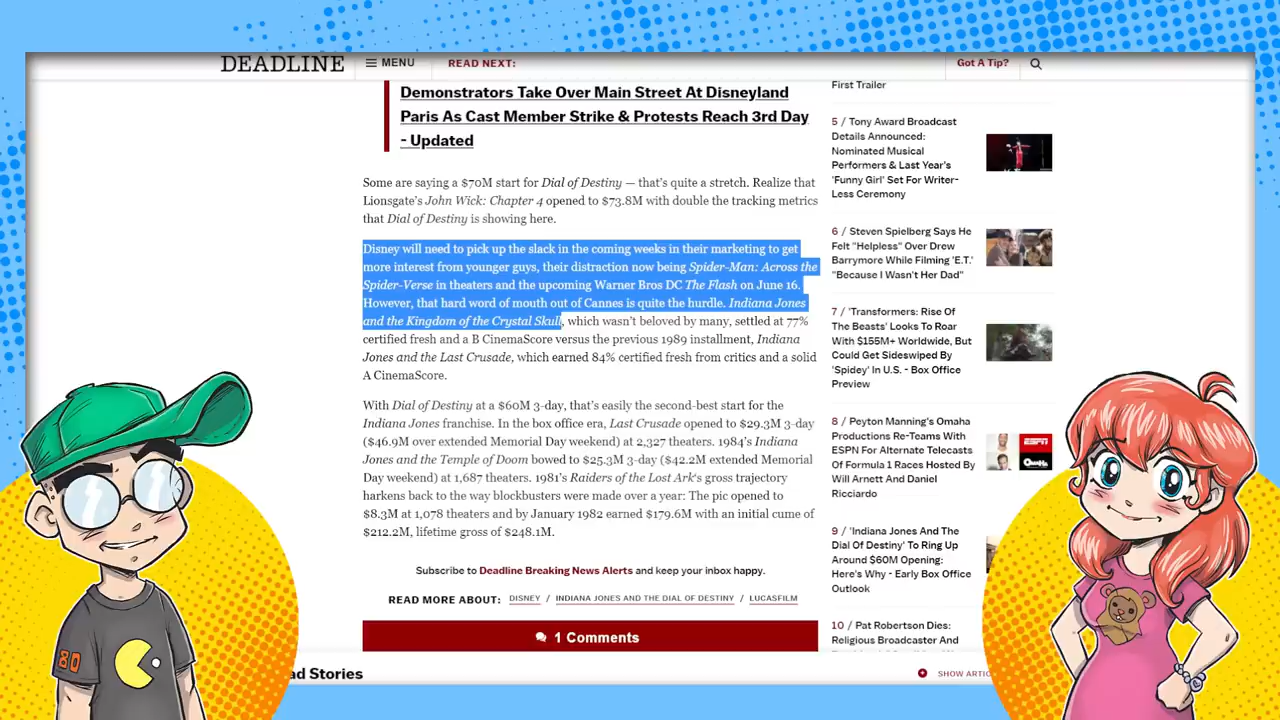 DEADLINE
MENU
READ NEXT:
Got A Tip?
Demonstrators Take Over Main Street At Disneyland
Paris As Cast Member Strike & Protests Reach 3rd Day
- Updated
Some are saying a $70M start for Dial of Destiny — that's quite a stretch. Realize that
Lionsgate's John Wick: Chapter 4 opened to $73.8M with double the tracking metrics
that Dial of Destiny is showing here.
Disney will need to pick up the slack in the coming weeks in their marketing to get
more interest from younger guys, their distraction now being Spider-Man: Across the
Spider-Verse in theaters and the upcoming Warner Bros DC The Flash on June 16.
However, that hard word of mouth out of Cannes is quite the hurdle. Indiana Jones
and the Kingdom of the Crystal Skull, which wasn't beloved by many, settled at 77%
certified fresh and a B CinemaScore versus the previous 1989 installment, Indiana
Jones and the Last Crusade, which earned 84% certified fresh from critics and a solid
A CinemaScore.
With Dial of Destiny at a $60M 3-day, that's easily the second-best start for the
Indiana Jones franchise. In the box office era, Last Crusade opened to $29.3M 3-day
($46.9M over extended Memorial Day weekend) at 2,327 theaters. 1984's Indiana
Jones and the Temple of Doom bowed to $25.3M 3-day ($42.2M extended Memorial
Day weekend) at 1,687 theaters. 1981's Raiders of the Lost Ark's gross trajectory
harkens back to the way blockbusters were made over a year: The pic opened to
$8.3M at 1,078 theaters and by January 1982 earned $179.6M with an initial cume of
$212.2M, lifetime gross of $248.1M.
Subscribe to Deadline Breaking News Alerts and keep your inbox happy.
READ MORE ABOUT: DISNEY / INDIANA JONES AND THE DIAL OF DESTINY / LUCASFILM
1 Comments
ad Stories
SHOW ARTIC
First Trailer
5 / Tony Award Broadcast
Details Announced:
Nominated Musical
Performers & Last Year's
'Funny Girl' Set For Writer-
Less Ceremony
6 / Steven Spielberg Says He
Felt "Helpless" Over Drew
Barrymore While Filming 'E.T.'
"Because I Wasn't Her Dad"
7 / 'Transformers: Rise Of
The Beasts' Looks To Roar
With $155M+ Worldwide, But
Could Get Sideswiped By
'Spidey' In U.S. - Box Office
Preview
8 / Peyton Manning's Omaha
Productions Re-Teams With
ESPN For Alternate Telecasts
Of Formula 1 Races Hosted By
Will Arnett And Daniel
Ricciardo
ESPN
OMAHA
9 / 'Indiana Jones And The
Dial Of Destiny' To Ring Up
Around $60M Opening:
Here's Why - Early Box Office
Outlook
10 / Pat Robertson Dies:
Religious Broadcaster And
80